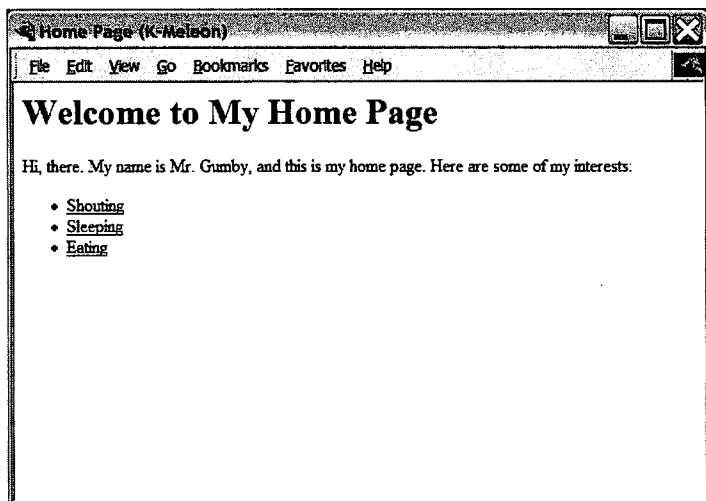 Home Page (K-Meleon)
File Edit View Go Bookmarks Favorites Help
Welcome to My Home Page
Hi, there. My name is Mr. Gumby, and this is my home page. Here are some of my interests:
• Shouting
• Sleeping
• Eating